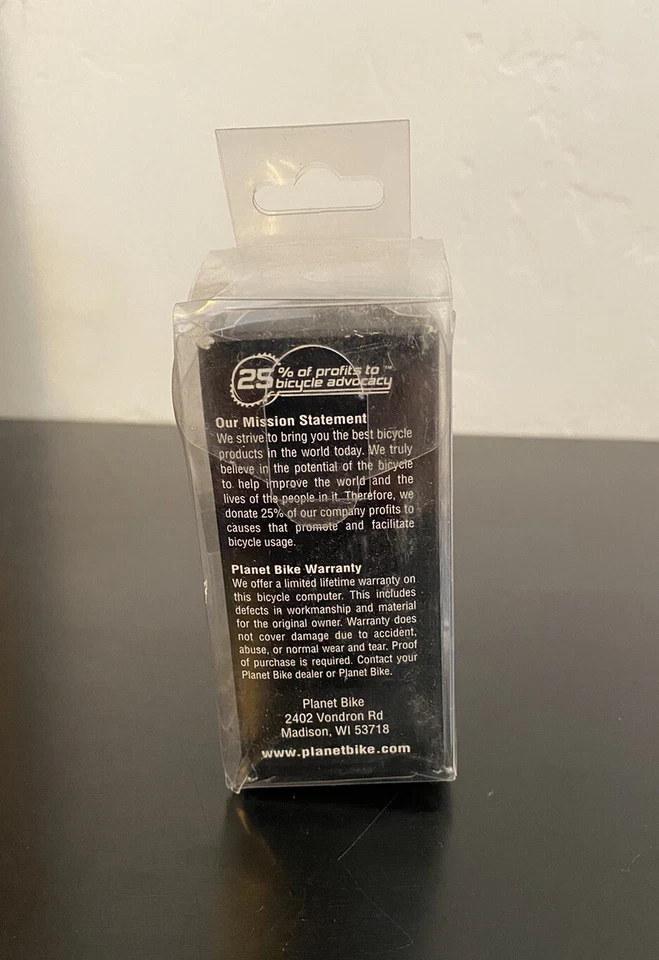 25% of profits to™
bicycle advocacy
Our Mission Statement
We strive to bring you the best bicycle
products in the world today. We truly
believe in the potential of the bicycle
to help improve the world and the
lives of the people in it. Therefore, we
donate 25% of our company profits to
causes that promote and facilitate
bicycle usage.
Planet Bike Warranty
We offer a limited lifetime warranty on
this bicycle computer. This includes
defects in workmanship and material
for the original owner. Warranty does
not cover damage due to accident,
abuse, or normal wear and tear. Proof
of purchase is required. Contact your
Planet Bike dealer or Planet Bike.
Planet Bike
2402 Vondron Rd
Madison, WI 53718
www.planetbike.com